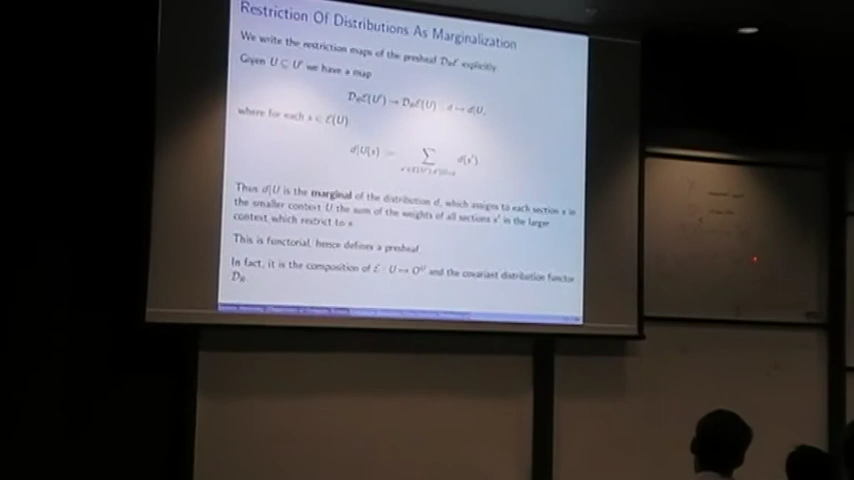 Restriction Of Distributions As Marginalization
We write the restriction maps of the presheaf D_R E explicitly.
Given U ⊆ U′ we have a map
D_R E(U′) → D_R E(U) : d ↦ d|U,
where for each s ∈ E(U)
d|U(s) = ∑ d(s′)
Thus d|U is the marginal of the distribution d, which assigns to each section s in
the smaller context U the sum of the weights of all sections s′ in the larger
context which restrict to s
This is functorial, hence defines a presheaf
In fact, it is the composition of E : U ↦ O^U and the covariant distribution functor
D_R